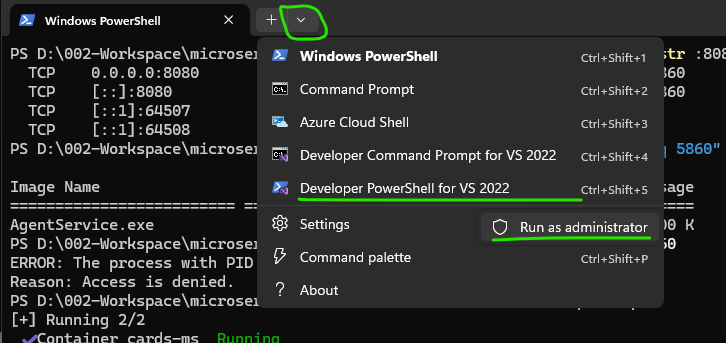 Windows PowerShell
PS D:\002-Workspace\microser str :808
TCP 0.0.0.0:8080 860
TCP [::]:8080 860
TCP [::1]:64507
TCP [::1]:64508
PS D:\002-Workspace\microser q 5860"
Image Name sage
========================= == ====
AgentService.exe 00 K
PS D:\002-Workspace\microser 60
ERROR: The process with PID
Reason: Access is denied.
PS D:\002-Workspace\microser
[+] Running 2/2
Container cards-ms Running
Windows PowerShell Ctrl+Shift+1
Command Prompt Ctrl+Shift+2
Azure Cloud Shell Ctrl+Shift+3
Developer Command Prompt for VS 2022 Ctrl+Shift+4
Developer PowerShell for VS 2022 Ctrl+Shift+5
Settings
Run as administrator
Command palette Ctrl+Shift+P
About